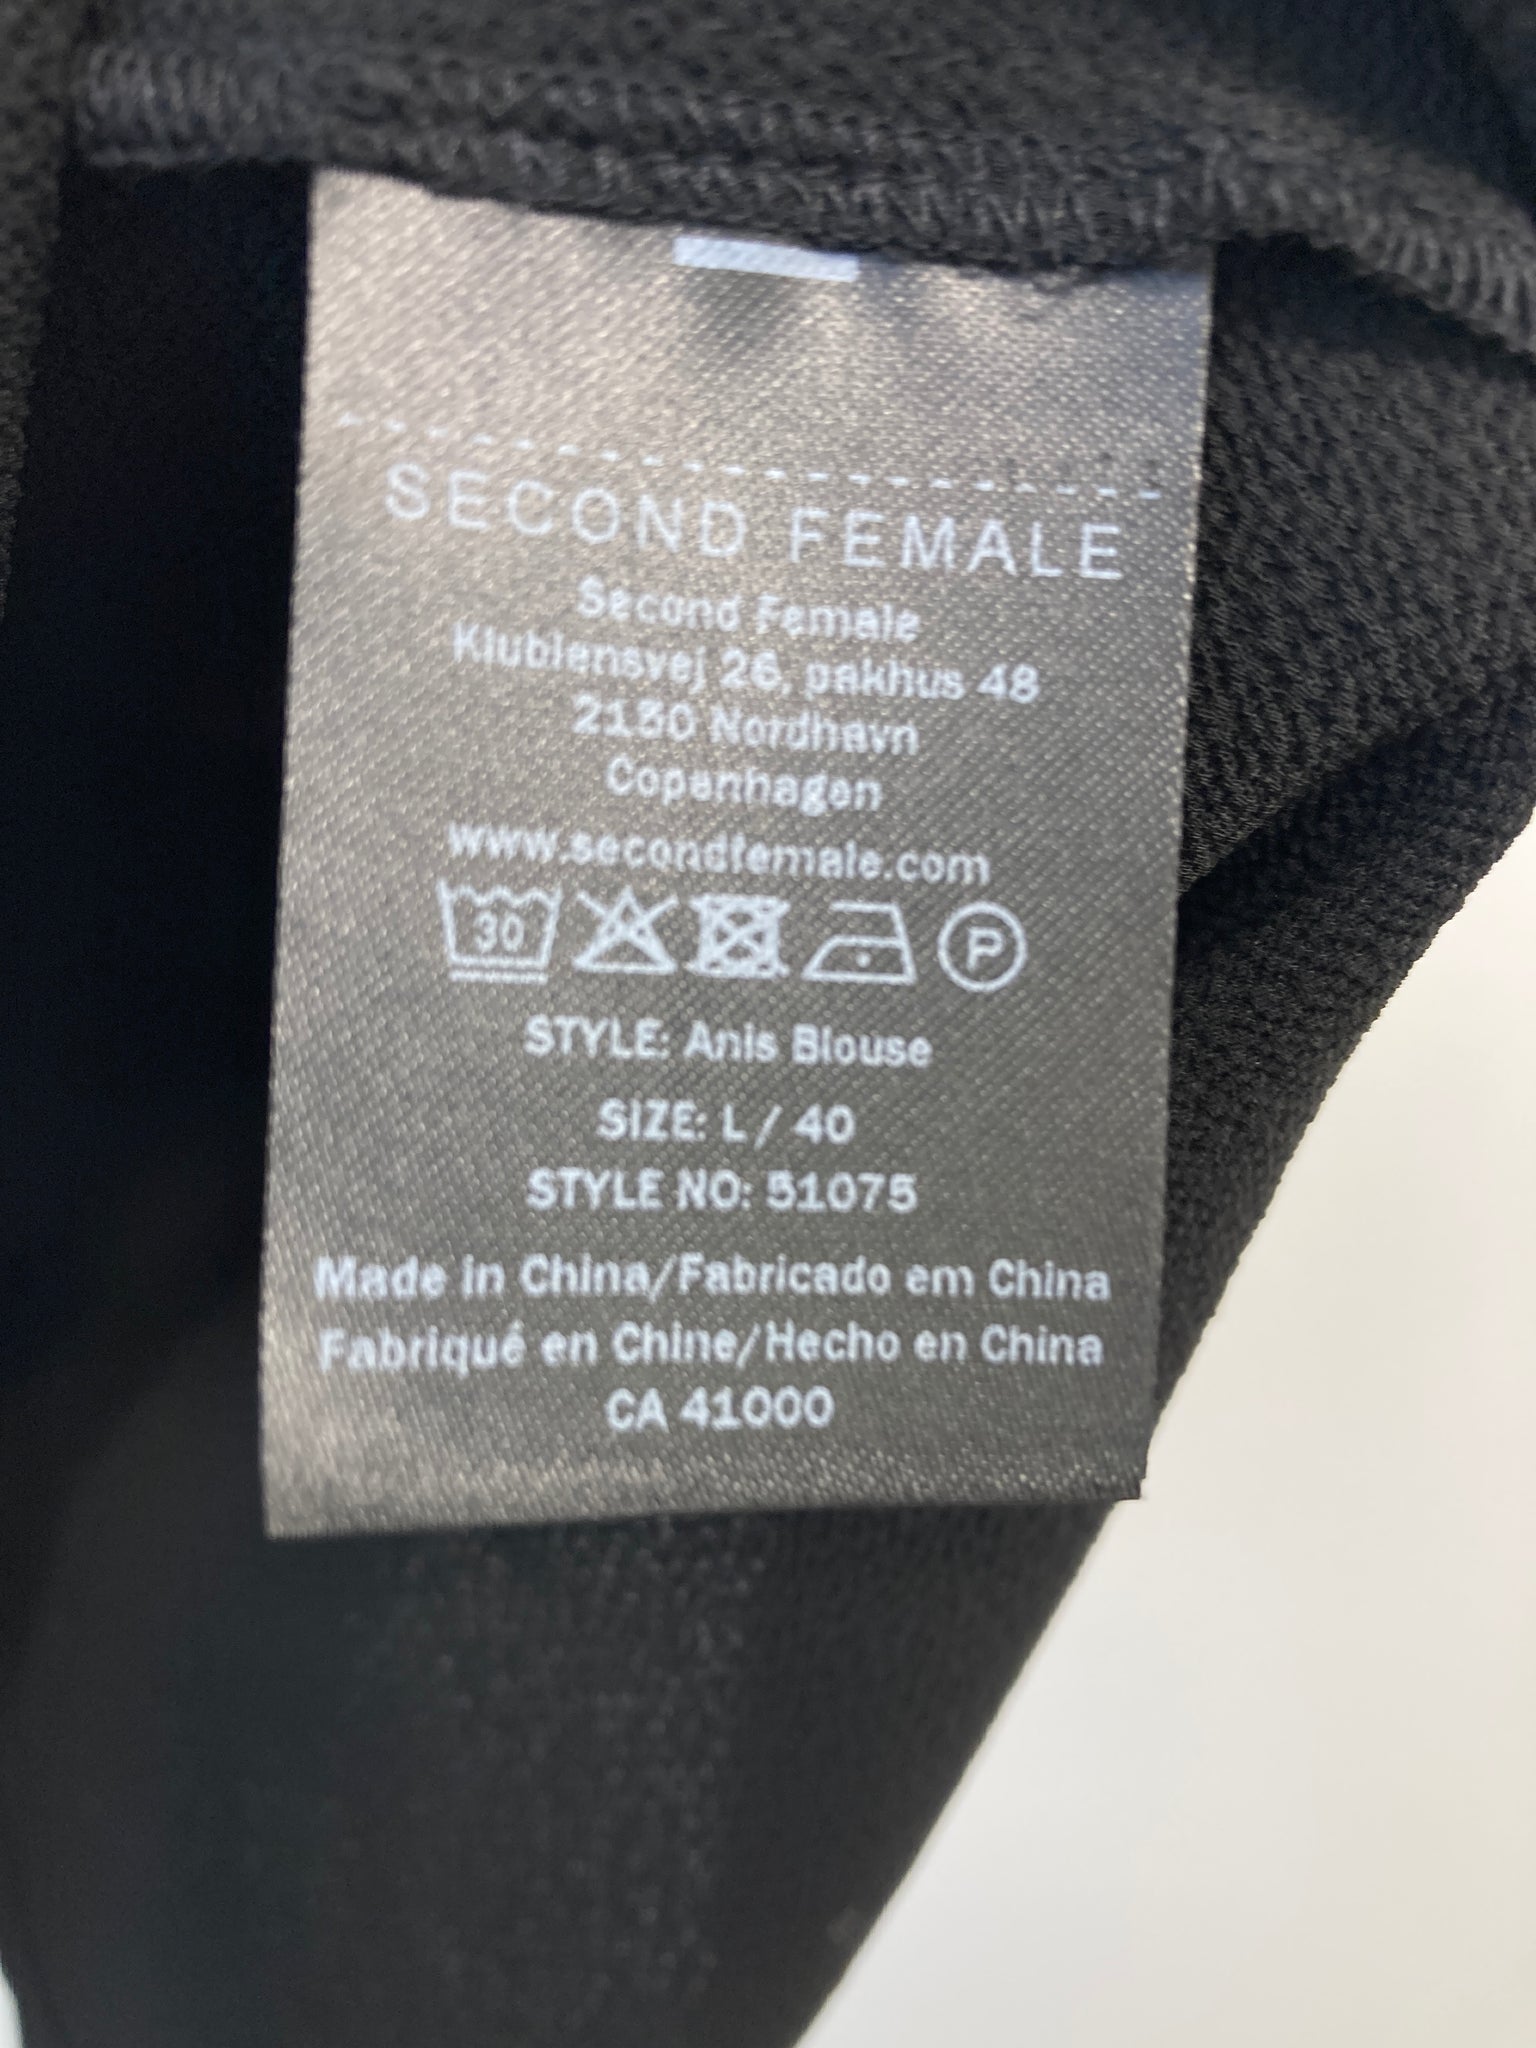 SECOND FEMALE
Second Female
Klublensvej 26, pakhus 48
2150 Nordhavn
Copenhagen
www.secondfemale.com
30 P
STYLE: Anis Blouse
SIZE: L / 40
STYLE NO: 51075
Made in China/Fabricado em China
Fabriqué en Chine/Hecho en China
CA 41000